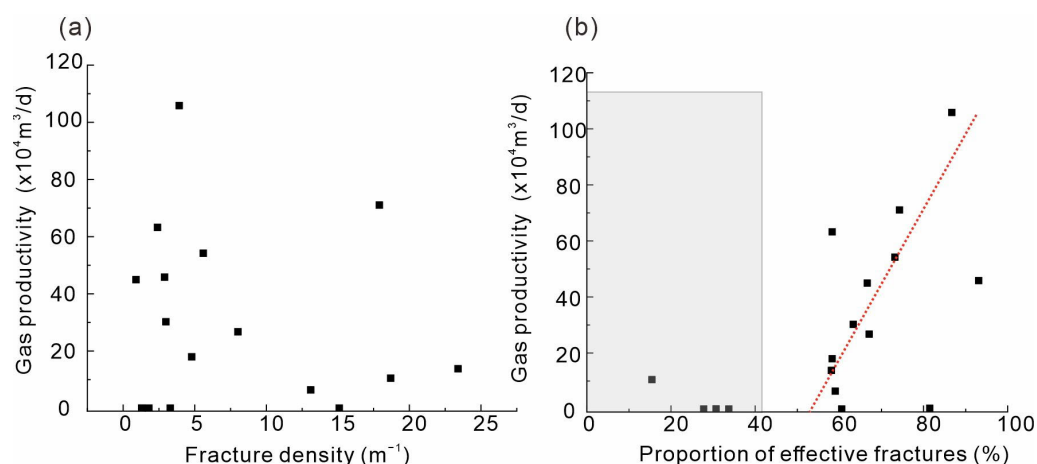 (a)
Gas productivity (x10⁴m³/d)
120
100
80
60
40
20
0
0 5 10 15 20 25
Fracture density (m⁻¹)
(b)
Gas productivity (x10⁴m³/d)
120
100
80
60
40
20
0
0 20 40 60 80 100
Proportion of effective fractures (%)